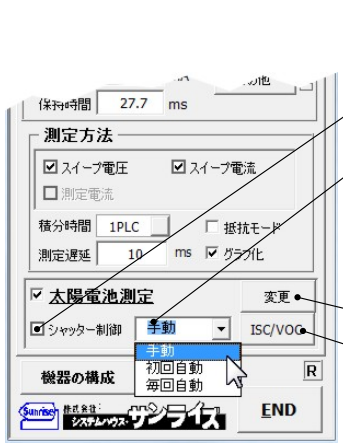 保持時間 27.7 ms
測定方法
スイープ電圧 スイープ電流
測定電流
積分時間 1PLC 抵抗モード
測定遅延 10 ms グラフ化
太陽電池測定 変更
シャッター制御 手動 ISC/VOC
手動
初回自動
毎回自動
機器の構成 R
Sunrise 株式会社 システムハウス・サンライズ END